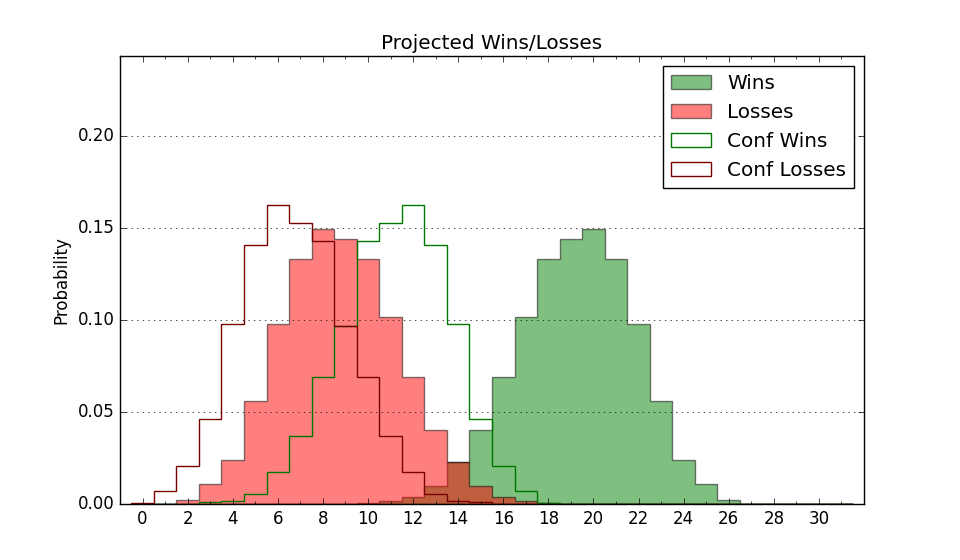 Projected Wins/Losses
Wins
Losses
Conf Wins
Conf Losses
Probability
0.20
0.15
0.10
0.05
0.00
0 2 4 6 8 10 12 14 16 18 20 22 24 26 28 30